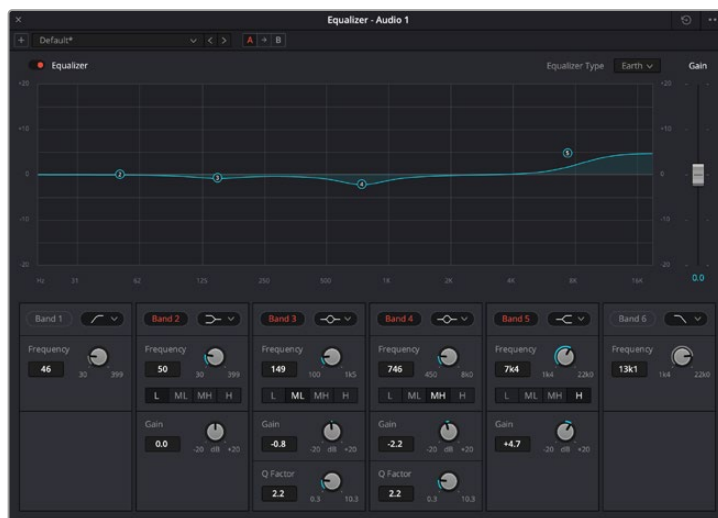 Equalizer - Audio 1
Default*
A
B
Equalizer
Equalizer Type
Earth
Gain
+20 +20
+10 +10
0 0
-10 -10
-20 -20
2
3
4
5
Hz 31 62 125 250 500 1K 2K 4K 8K 16K
0.0
Band 1 Band 2 Band 3 Band 4 Band 5 Band 6
Frequency Frequency Frequency Frequency Frequency Frequency
46 50 149 746 7k4 13k1
30 399 30 399 100 1k5 450 8k0 1k4 22k0 1k4 22k0
L ML MH H L ML MH H L ML MH H L ML MH H
Gain Gain Gain Gain
0.0 -0.8 -2.2 +4.7
-20 dB +20 -20 dB +20 -20 dB +20 -20 dB +20
Q Factor Q Factor
2.2 2.2
0.3 10.3 0.3 10.3